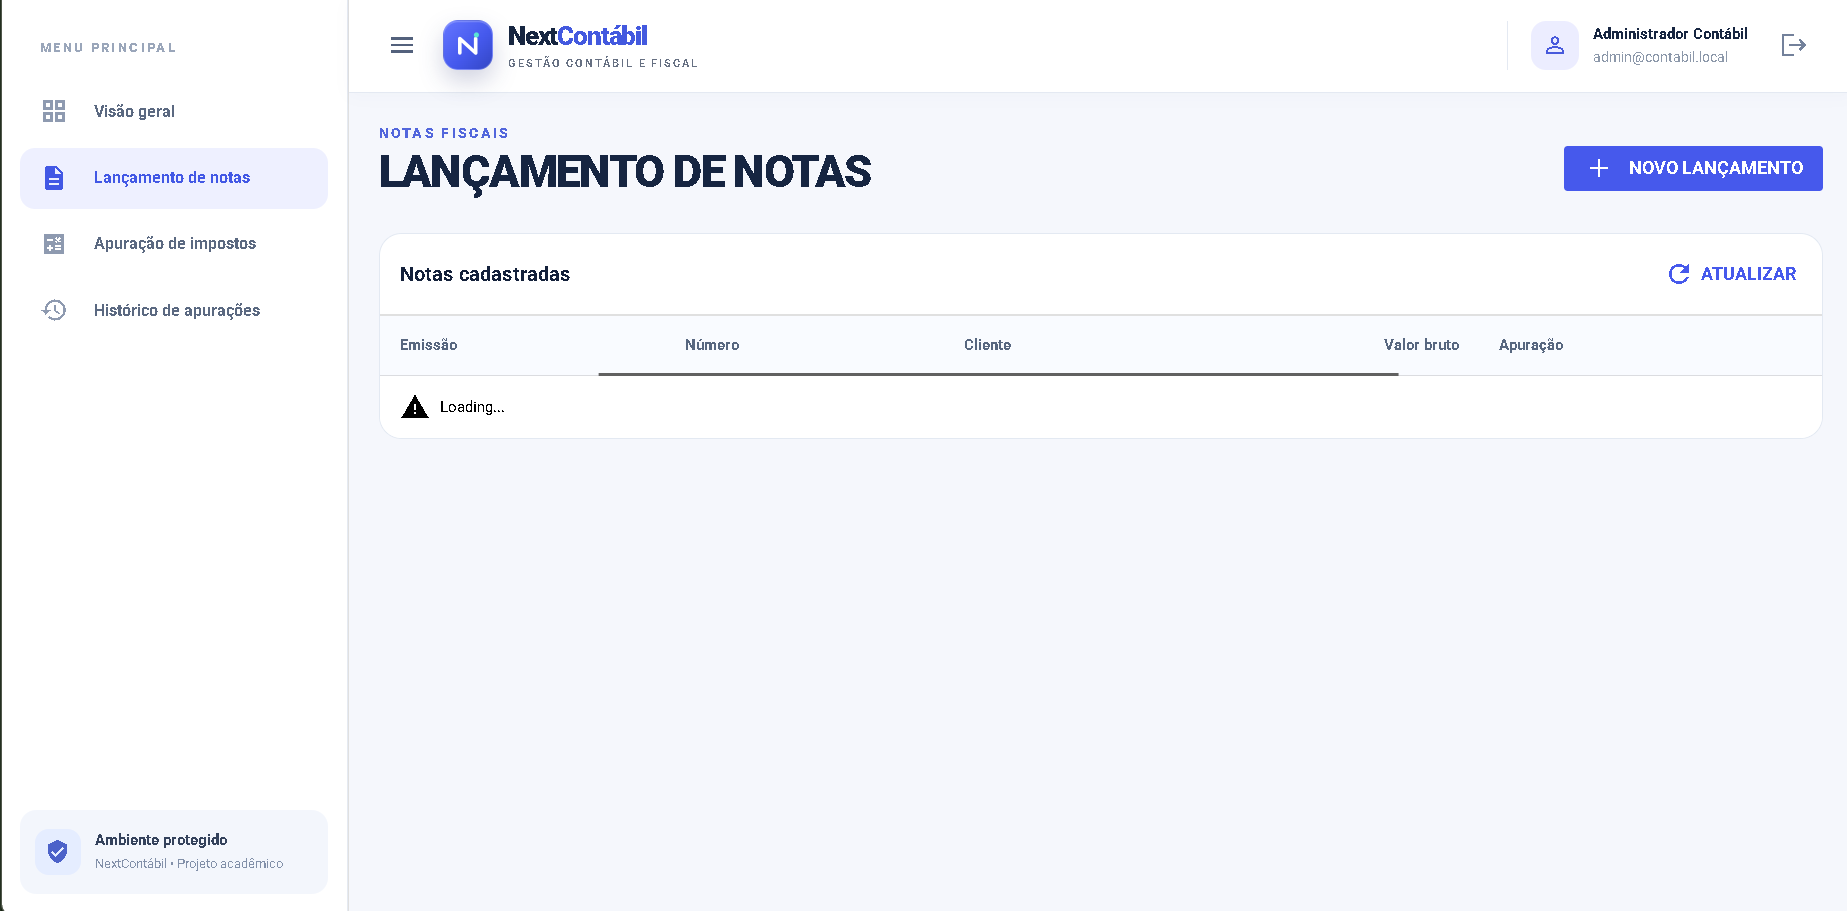 MENU PRINCIPAL
Visão geral
Lançamento de notas
Apuração de impostos
Histórico de apurações
Ambiente protegido
NextContábil • Projeto acadêmico
N
NextContábil
GESTÃO CONTÁBIL E FISCAL
Administrador Contábil
admin@contabil.local
NOTAS FISCAIS
LANÇAMENTO DE NOTAS
NOVO LANÇAMENTO
Notas cadastradas
ATUALIZAR
Emissão Número Cliente Valor bruto Apuração
Loading...